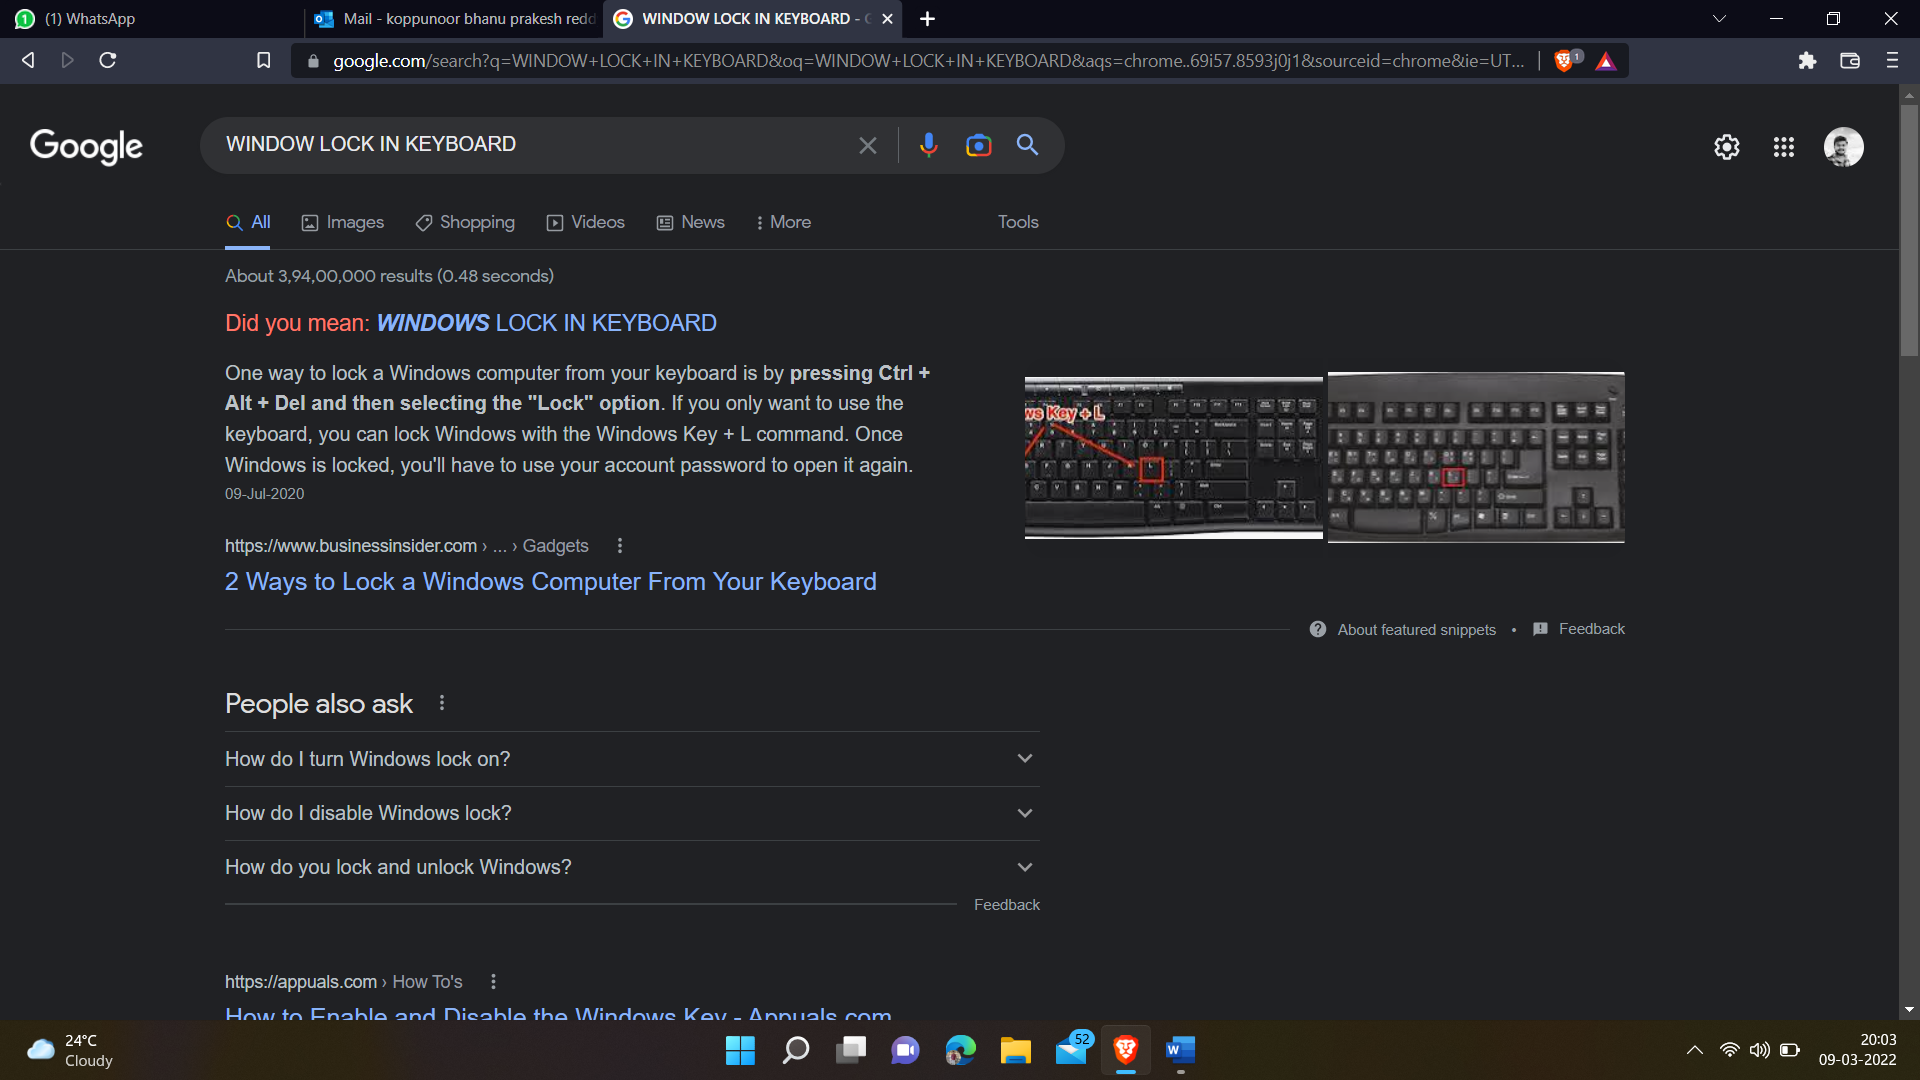 (1) WhatsApp
Mail - koppunoor bhanu prakesh redd
WINDOW LOCK IN KEYBOARD -
google.com/search?q=WINDOW+LOCK+IN+KEYBOARD&oq=WINDOW+LOCK+IN+KEYBOARD&aqs=chrome..69i57.8593j0j1&sourceid=chrome&ie=UT...
1
Google
WINDOW LOCK IN KEYBOARD
All
Images
Shopping
Videos
News
More
Tools
About 3,94,00,000 results (0.48 seconds)
Did you mean: WINDOWS LOCK IN KEYBOARD
One way to lock a Windows computer from your keyboard is by pressing Ctrl +
Alt + Del and then selecting the "Lock" option. If you only want to use the
keyboard, you can lock Windows with the Windows Key + L command. Once
Windows is locked, you'll have to use your account password to open it again.
09-Jul-2020
ws Key + L
https://www.businessinsider.com › ... › Gadgets
2 Ways to Lock a Windows Computer From Your Keyboard
About featured snippets • Feedback
People also ask
How do I turn Windows lock on?
How do I disable Windows lock?
How do you lock and unlock Windows?
Feedback
https://appuals.com › How To's
How to Enable and Disable the Windows Key - Appuals.com
24°C
Cloudy
52
W
20:03
09-03-2022